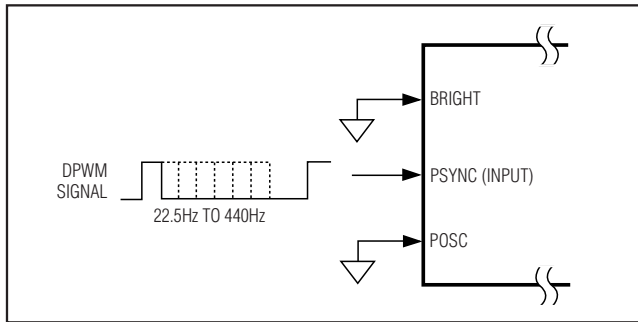 BRIGHT
DPWM
SIGNAL
PSYNC (INPUT)
22.5Hz TO 440Hz
POSC